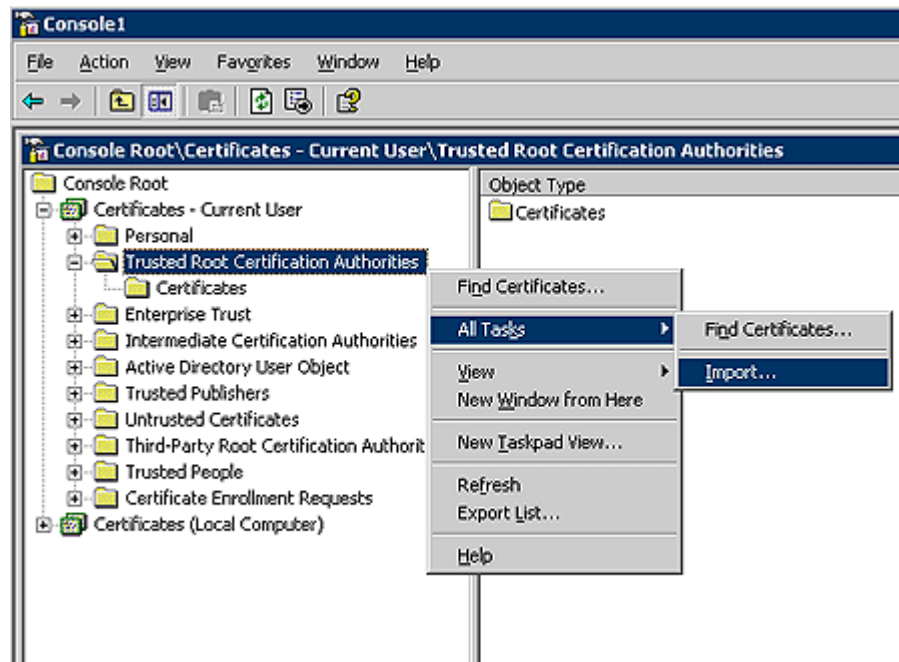 Console1
File Action View Favorites Window Help
Console Root\Certificates - Current User\Trusted Root Certification Authorities
Console Root
Certificates - Current User
Personal
Trusted Root Certification Authorities
Certificates
Enterprise Trust
Intermediate Certification Authorities
Active Directory User Object
Trusted Publishers
Untrusted Certificates
Third-Party Root Certification Authorit
Trusted People
Certificate Enrollment Requests
Certificates (Local Computer)
Object Type
Certificates
Find Certificates...
All Tasks
View
New Window from Here
New Taskpad View...
Refresh
Export List...
Help
Find Certificates...
Import...